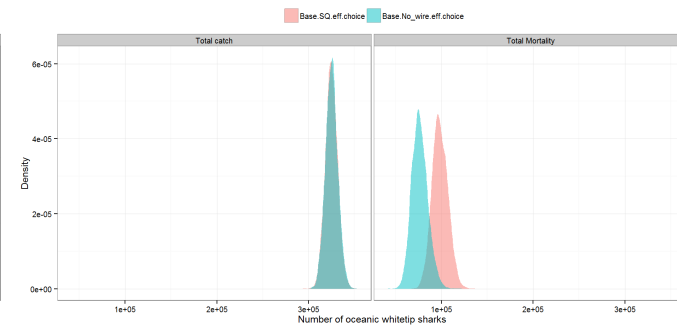 Base.SQ.eff.choice Base.No_wire.eff.choice
Total catch Total Mortality
6e-05
4e-05
2e-05
0e+00
Density
1e+05 2e+05 3e+05 1e+05 2e+05 3e+05
Number of oceanic whitetip sharks